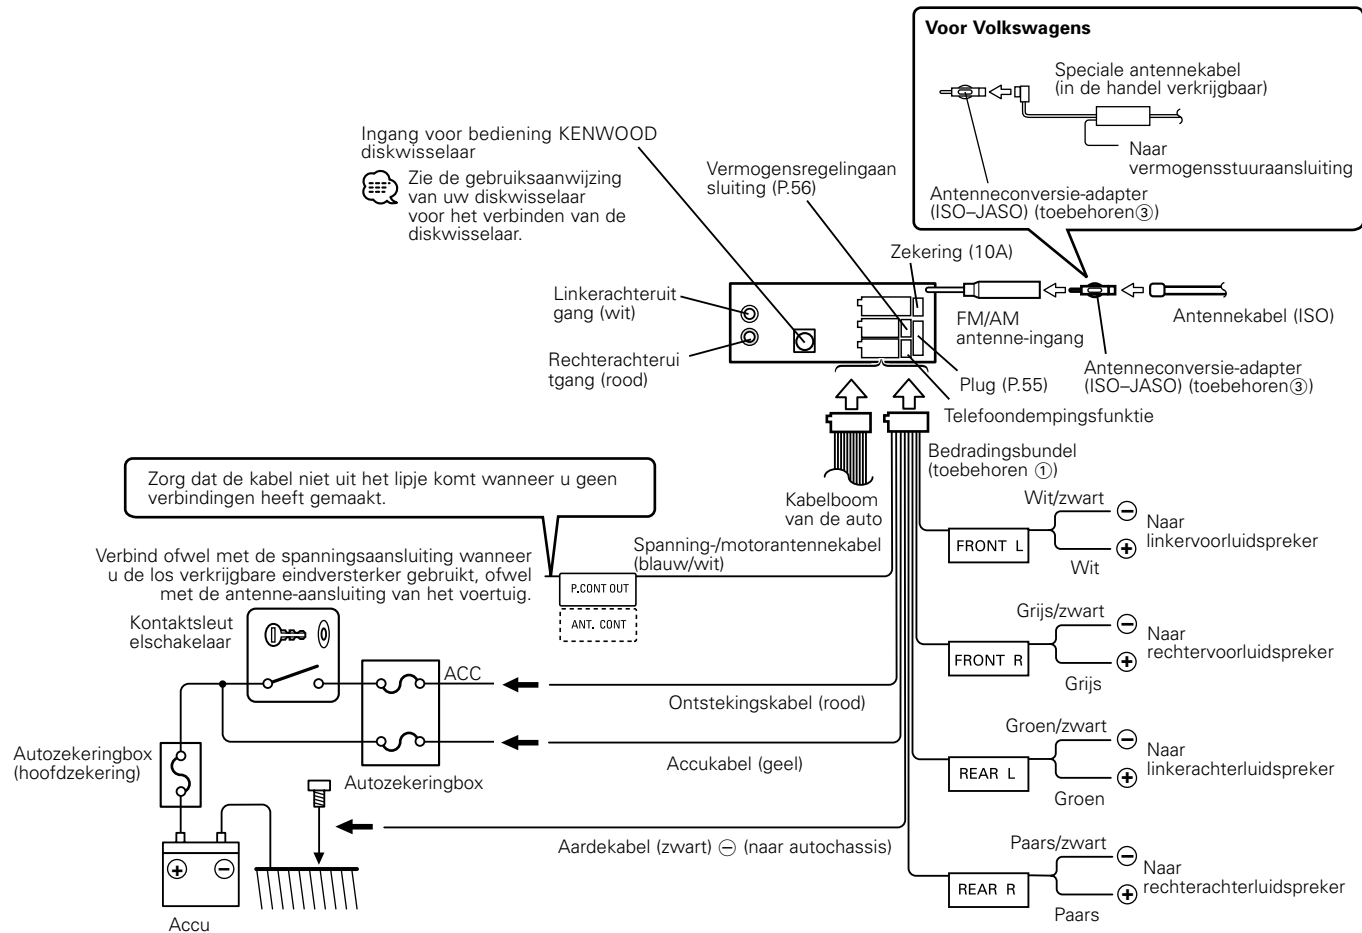 Voor Volkswagens
Speciale antennekabel
(in de handel verkrijgbaar)
Naar
vermogensstuuraansluiting
Antenneconversie-adapter
(ISO–JASO) (toebehoren③)
Ingang voor bediening KENWOOD
diskwisselaar
Zie de gebruiksaanwijzing
van uw diskwisselaar
voor het verbinden van de
diskwisselaar.
Vermogensregelingaan
sluiting (P.56)
Zekering (10A)
Linkerachteruit
gang (wit)
Rechterachterui
tgang (rood)
FM/AM
antenne-ingang
Antennekabel (ISO)
Antenneconversie-adapter
(ISO–JASO) (toebehoren③)
Plug (P.55)
Telefoondempingsfunktie
Bedradingsbundel
(toebehoren ①)
Kabelboom
van de auto
Zorg dat de kabel niet uit het lipje komt wanneer u geen
verbindingen heeft gemaakt.
Verbind ofwel met de spanningsaansluiting wanneer
u de los verkrijgbare eindversterker gebruikt, ofwel
met de antenne-aansluiting van het voertuig.
Spanning-/motorantennekabel
(blauw/wit)
P.CONT OUT
ANT. CONT
Kontaktsleut
elschakelaar
ACC
Ontstekingskabel (rood)
Autozekeringbox
(hoofdzekering)
Autozekeringbox
Accukabel (geel)
Aardekabel (zwart) ⊖ (naar autochassis)
⊕ ⊖
Accu
Wit/zwart
⊖
FRONT L
Naar
linkervoorluidspreker
⊕
Wit
Grijs/zwart
⊖
FRONT R
Naar
rechtervoorluidspreker
⊕
Grijs
Groen/zwart
⊖
REAR L
Naar
linkerachterluidspreker
⊕
Groen
Paars/zwart
⊖
REAR R
Naar
rechterachterluidspreker
⊕
Paars